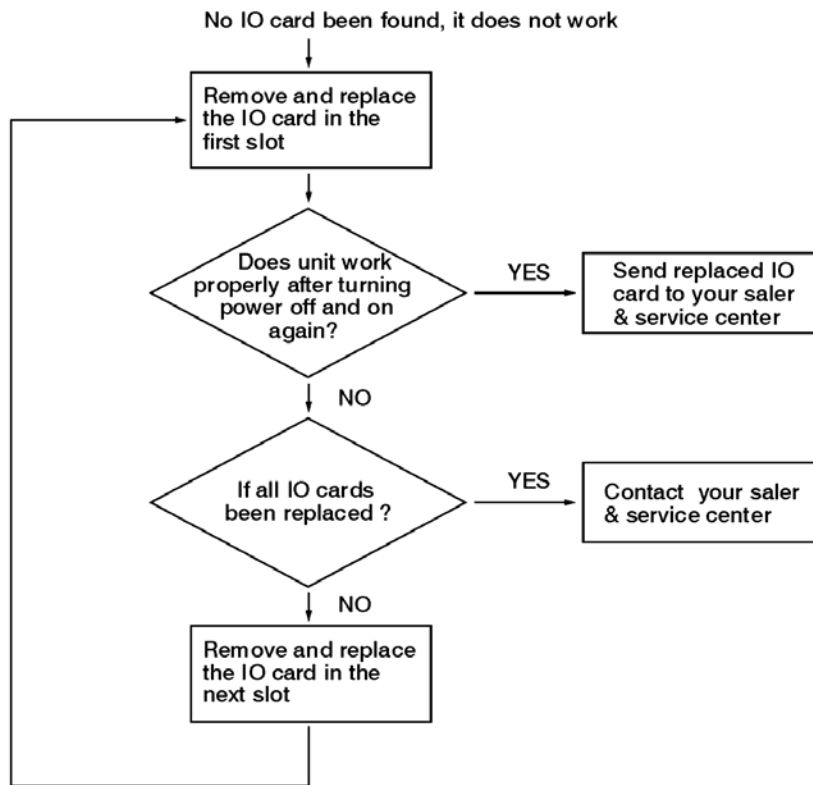 No IO card been found, it does not work
Remove and replace
the IO card in the
first slot
Does unit work
properly after turning
power off and on
again?
YES
Send replaced IO
card to your saler
& service center
NO
If all IO cards
been replaced ?
YES
Contact your saler
& service center
NO
Remove and replace
the IO card in the
next slot